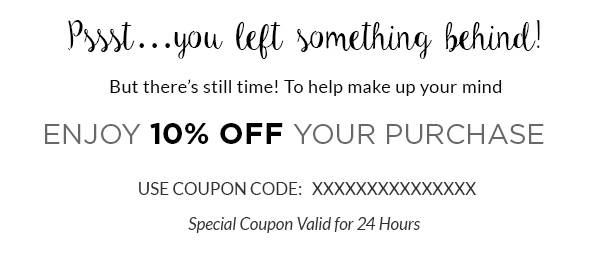 Psssst...you left something behind!
But there's still time! To help make up your mind
ENJOY 10% OFF YOUR PURCHASE
USE COUPON CODE: XXXXXXXXXXXXXXX
Special Coupon Valid for 24 Hours